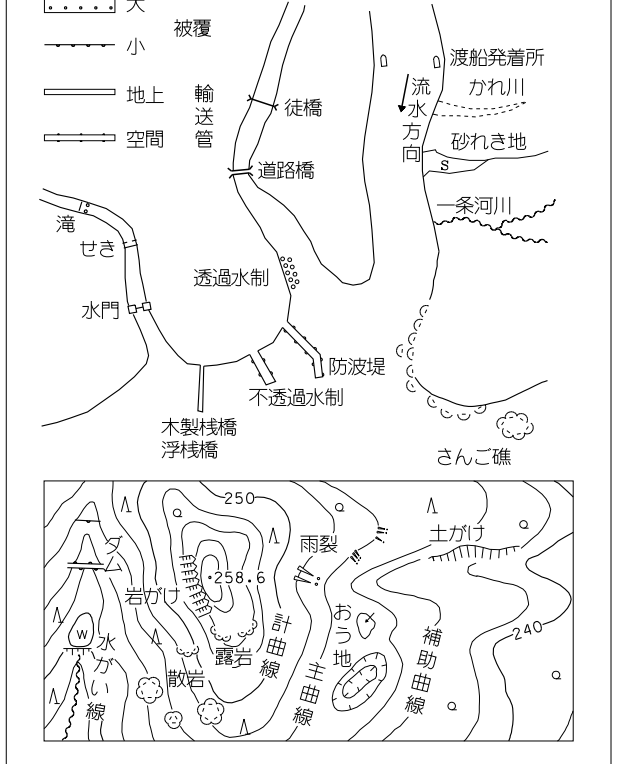 大
被覆
小
地上
空間
輸送管
徒橋
道路橋
渡船発着所
かれ川
流水方向
砂れき地
S
一条河川
滝
せき
水門
透過水制
防波堤
不透過水制
木製桟橋
浮桟橋
さんご礁
250
ダム
雨裂
土がけ
258.6
岩がけ
計曲線
おう地
補助曲線
240
W
水がい線
露岩
散岩
主曲線